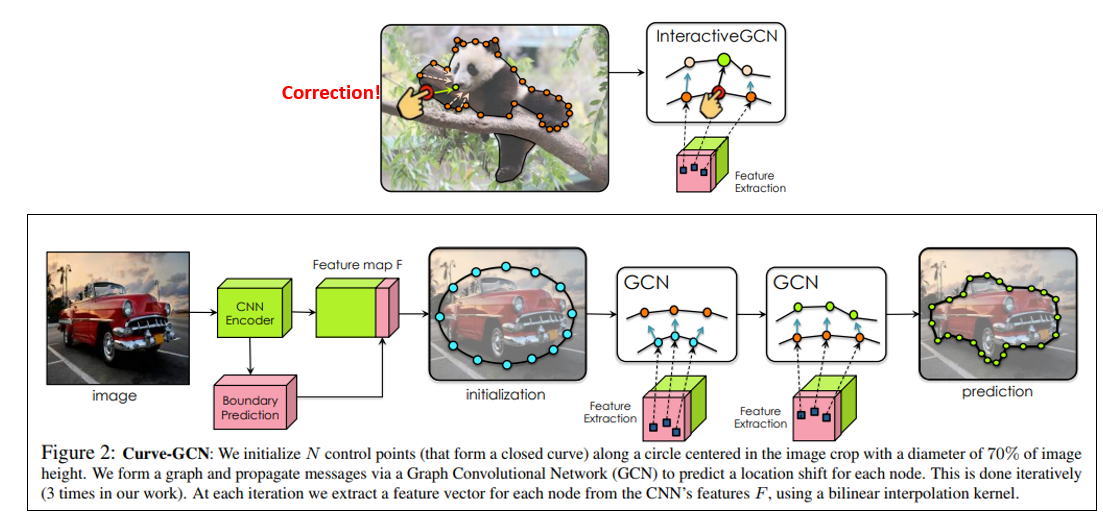 InteractiveGCN
Correction!
Feature
Extraction
Feature map F
CNN
Encoder
GCN
GCN
image
Boundary
Prediction
initialization
Feature
Extraction
Feature
Extraction
prediction
Figure 2: Curve-GCN: We initialize N control points (that form a closed curve) along a circle centered in the image crop with a diameter of 70% of image
height. We form a graph and propagate messages via a Graph Convolutional Network (GCN) to predict a location shift for each node. This is done iteratively
(3 times in our work). At each iteration we extract a feature vector for each node from the CNN's features F, using a bilinear interpolation kernel.